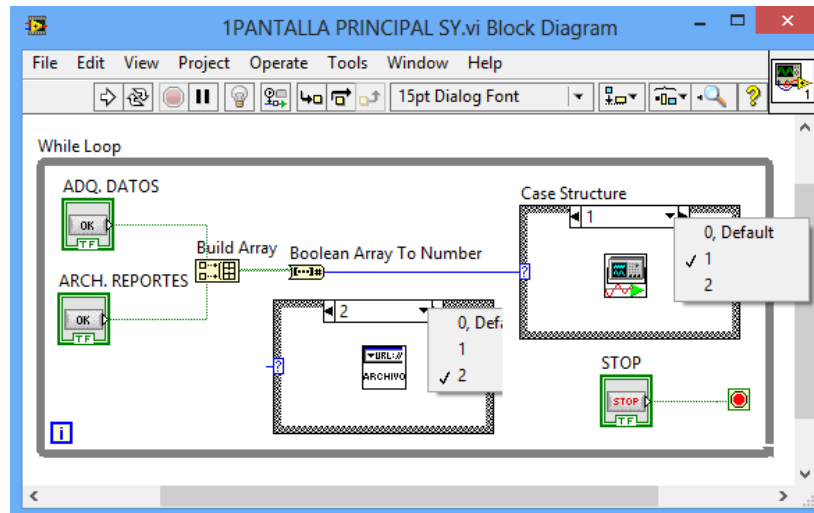 1PANTALLA PRINCIPAL SY.vi Block Diagram
File Edit View Project Operate Tools Window Help
15pt Dialog Font
1
While Loop
ADQ. DATOS
OK
TF
Build Array
Boolean Array To Number
Case Structure
1
0, Default
✓ 1
2
?
ARCH. REPORTES
OK
TF
2
0, Defa
1
✓ 2
?
URL://
ARCHIVO
STOP
STOP
TF
i